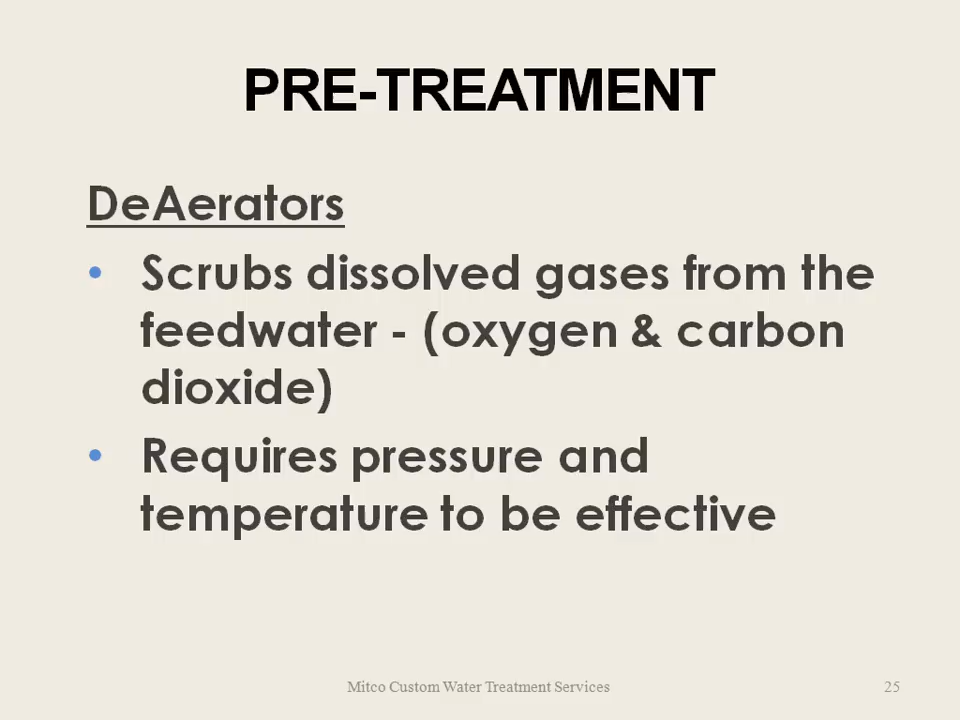 PRE-TREATMENT
DeAerators
• Scrubs dissolved gases from the
feedwater - (oxygen & carbon
dioxide)
• Requires pressure and
temperature to be effective
Mitco Custom Water Treatment Services
25